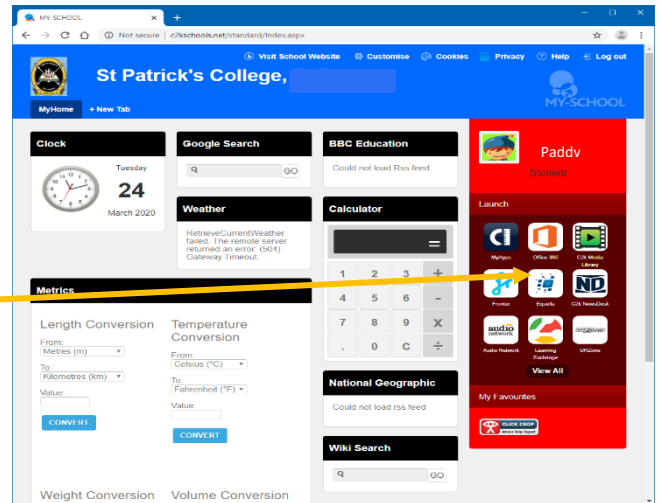 MY-SCHOOL
Not secure | c2kschools.net/standard/Index.aspx
Visit School Website Customise Cookies Privacy Help Log out
St Patrick's College,
MY-SCHOOL
MyHome + New Tab
Clock
Tuesday
24
March 2020
Google Search
GO
Weather
RetrieveCurrentWeather
failed. The remote server
returned an error: (504)
Gateway Timeout.
BBC Education
Could not load Rss feed
Calculator
=
1 2 3 +
4 5 6 -
7 8 9 X
. 0 C ÷
Metrics
Length Conversion
From:
Metres (m)
To:
Kilometres (km)
Value:
CONVERT
Temperature
Conversion
From:
Celsius (°C)
To:
Fahrenheit (°F)
Value:
CONVERT
Weight Conversion Volume Conversion
National Geographic
Could not load rss feed
Wiki Search
GO
Paddv
Student
Launch
MyApps Office 365 C2k Media
Library
ND
Fronter Equella C2k NewsDesk
audio
network
Audio Network Learning
Exchange
URZone
View All
My Favourites
CLICK CEOP